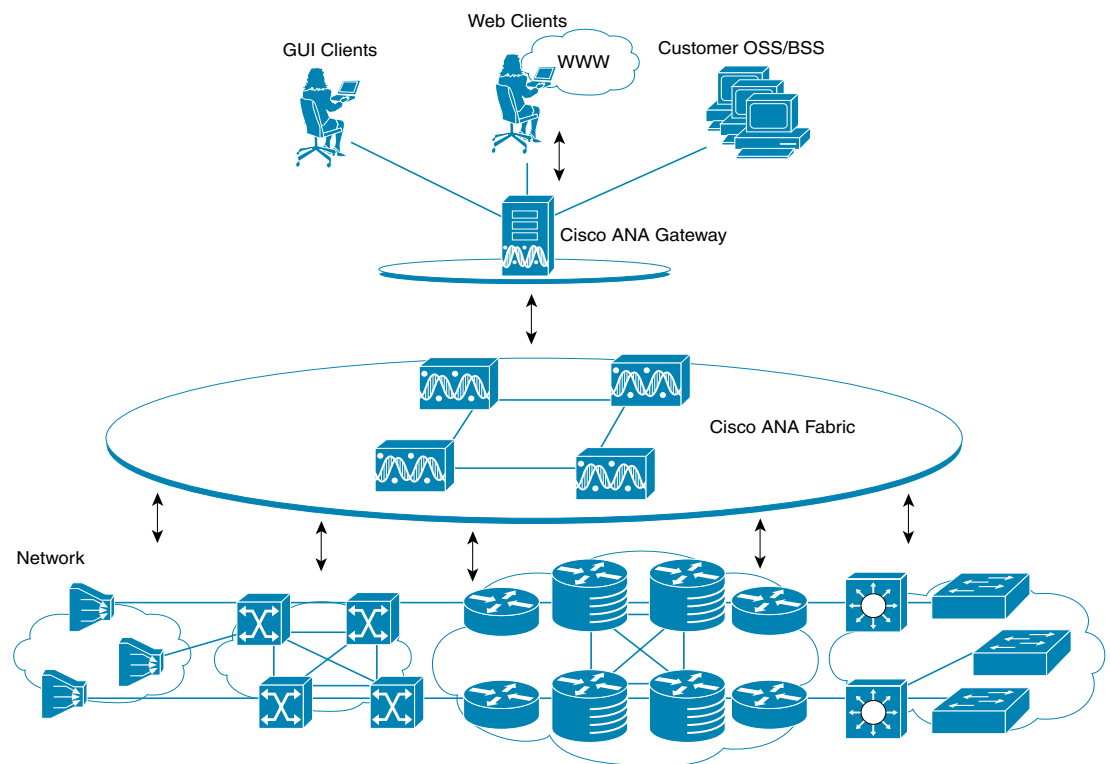 Web Clients
GUI Clients
WWW
Customer OSS/BSS
Cisco ANA Gateway
Cisco ANA Fabric
Network